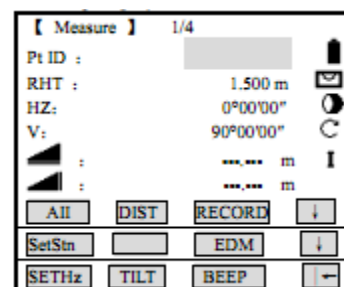 【 Measure 】 1/4
Pt ID :
RHT : 1.500 m
HZ: 0°00'00"
V: 90°00'00"
: ---.--- m I
: ---.--- m
All DIST RECORD ↓
SetStn EDM ↓
SETHz TILT BEEP ←